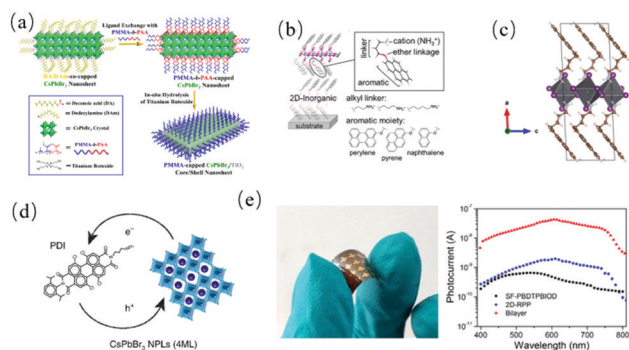 (a)
Ligand Exchange with
PMMA-b-PAA
DA/DAm-co-capped
CsPbBr₃ Nanosheet
PMMA-b-PAA-capped
CsPbBr₃ Nanosheet
In-situ Hydrolysis
of Titanium Butoxide
= Decanoic acid (DA)
= Dodecylamine (DAm)
= CsPbBr₃ Crystal
= PMMA-b-PAA
= Titanium Butoxide
PMMA-capped CsPbBr₃/TiO₂
Core/Shell Nanosheet
(b)
linker
cation (NH₃⁺)
ether linkage
aromatic
2D-Inorganic
substrate
alkyl linker:
aromatic moiety:
perylene
pyrene
naphthalene
(c)
a
c
(d)
e⁻
PDI
h⁺
CsPbBr₃ NPLs (4ML)
(e)
Photocurrent (A)
10⁻⁷
10⁻⁸
10⁻⁹
10⁻¹⁰
10⁻¹¹
SF-PBDTPBIOD
2D-RPP
Bilayer
400
500
600
700
800
Wavelength (nm)